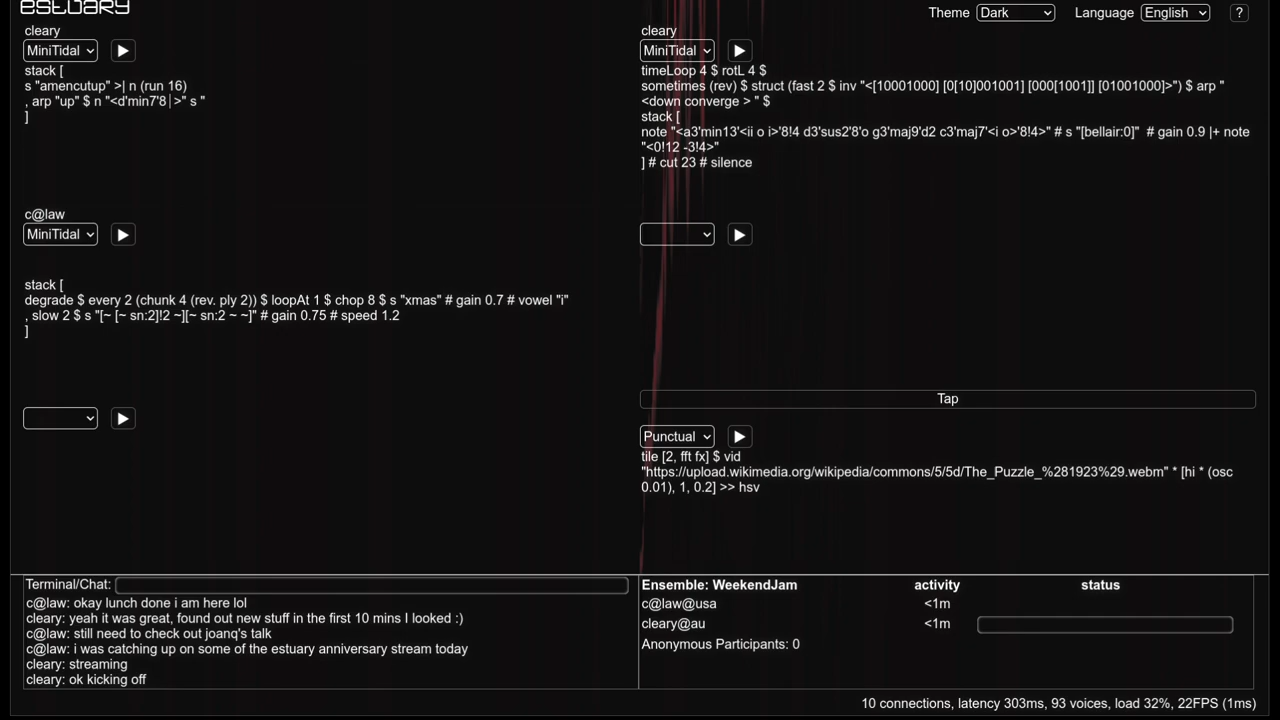 estuary
Theme Dark Language English ?
cleary
MiniTidal
stack [
s "amencutup" >| n (run 16)
, arp "up" $ n "<d'min7'8 >" s "
]
c@law
MiniTidal
stack [
degrade $ every 2 (chunk 4 (rev. ply 2)) $ loopAt 1 $ chop 8 $ s "xmas" # gain 0.7 # vowel "i"
, slow 2 $ s "[~ [~ sn:2]!2 ~][~ sn:2 ~ ~]" # gain 0.75 # speed 1.2
]
cleary
MiniTidal
timeLoop 4 $ rotL 4 $
sometimes (rev) $ struct (fast 2 $ inv "<[10001000] [0[10]001001] [000[1001]] [01001000]>") $ arp "
<down converge > " $
stack [
note "<a3'min13'<ii o i>'8!4 d3'sus2'8'o g3'maj9'd2 c3'maj7'<i o>'8!4>" # s "[bellair:0]" # gain 0.9 |+ note
"<0!12 -3!4>"
] # cut 23 # silence
Tap
Punctual
tile [2, fft fx] $ vid
"https://upload.wikimedia.org/wikipedia/commons/5/5d/The_Puzzle_%281923%29.webm" * [hi * (osc
0.01), 1, 0.2] >> hsv
Terminal/Chat:
c@law: okay lunch done i am here lol
cleary: yeah it was great, found out new stuff in the first 10 mins I looked :)
c@law: still need to check out joanq's talk
c@law: i was catching up on some of the estuary anniversary stream today
cleary: streaming
cleary: ok kicking off
Ensemble: WeekendJam activity status
c@law@usa <1m
cleary@au <1m
Anonymous Participants: 0
10 connections, latency 303ms, 93 voices, load 32%, 22FPS (1ms)